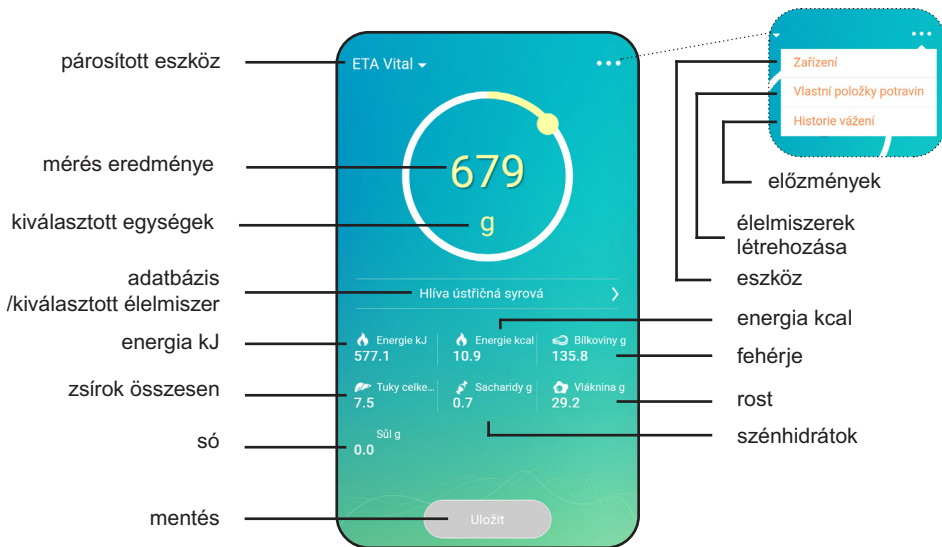 párosított eszköz
mérés eredménye
kiválasztott egységek
adatbázis
/kiválasztott élelmiszer
energia kJ
zsírok összesen
só
mentés
ETA Vital
679
g
Hlíva ústřičná syrová
Energie kJ
577.1
Energie kcal
10.9
Bílkoviny g
135.8
Tuky celke...
7.5
Sacharidy g
0.7
Vláknina g
29.2
Sůl g
0.0
Uložit
Zařízení
Vlastní položky potravin
Historie vážení
előzmények
élelmiszerek
létrehozása
eszköz
energia kcal
fehérje
rost
szénhidrátok